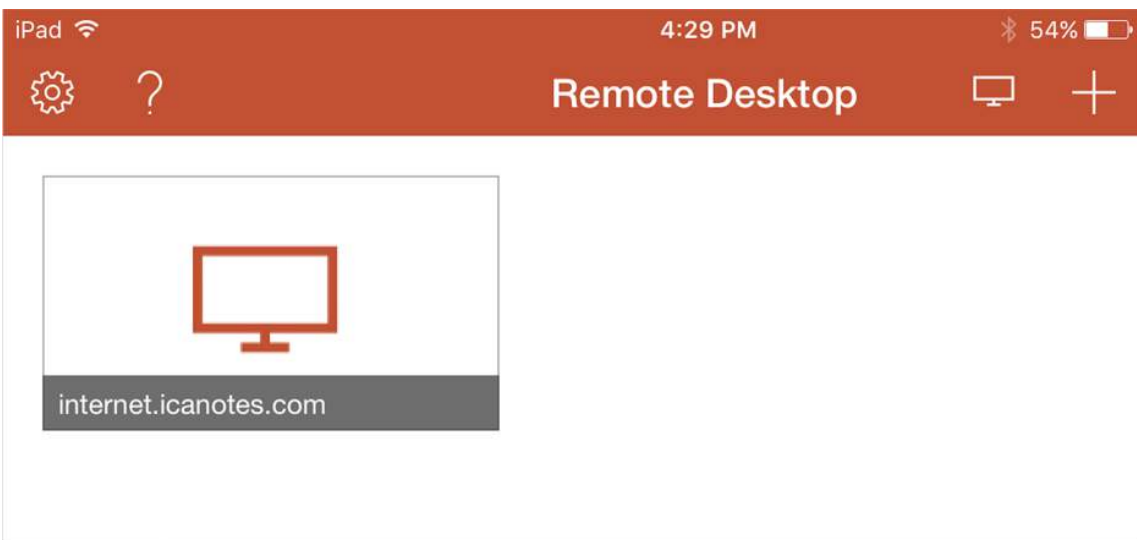 iPad 4:29 PM 54%
? Remote Desktop +
internet.icanotes.com